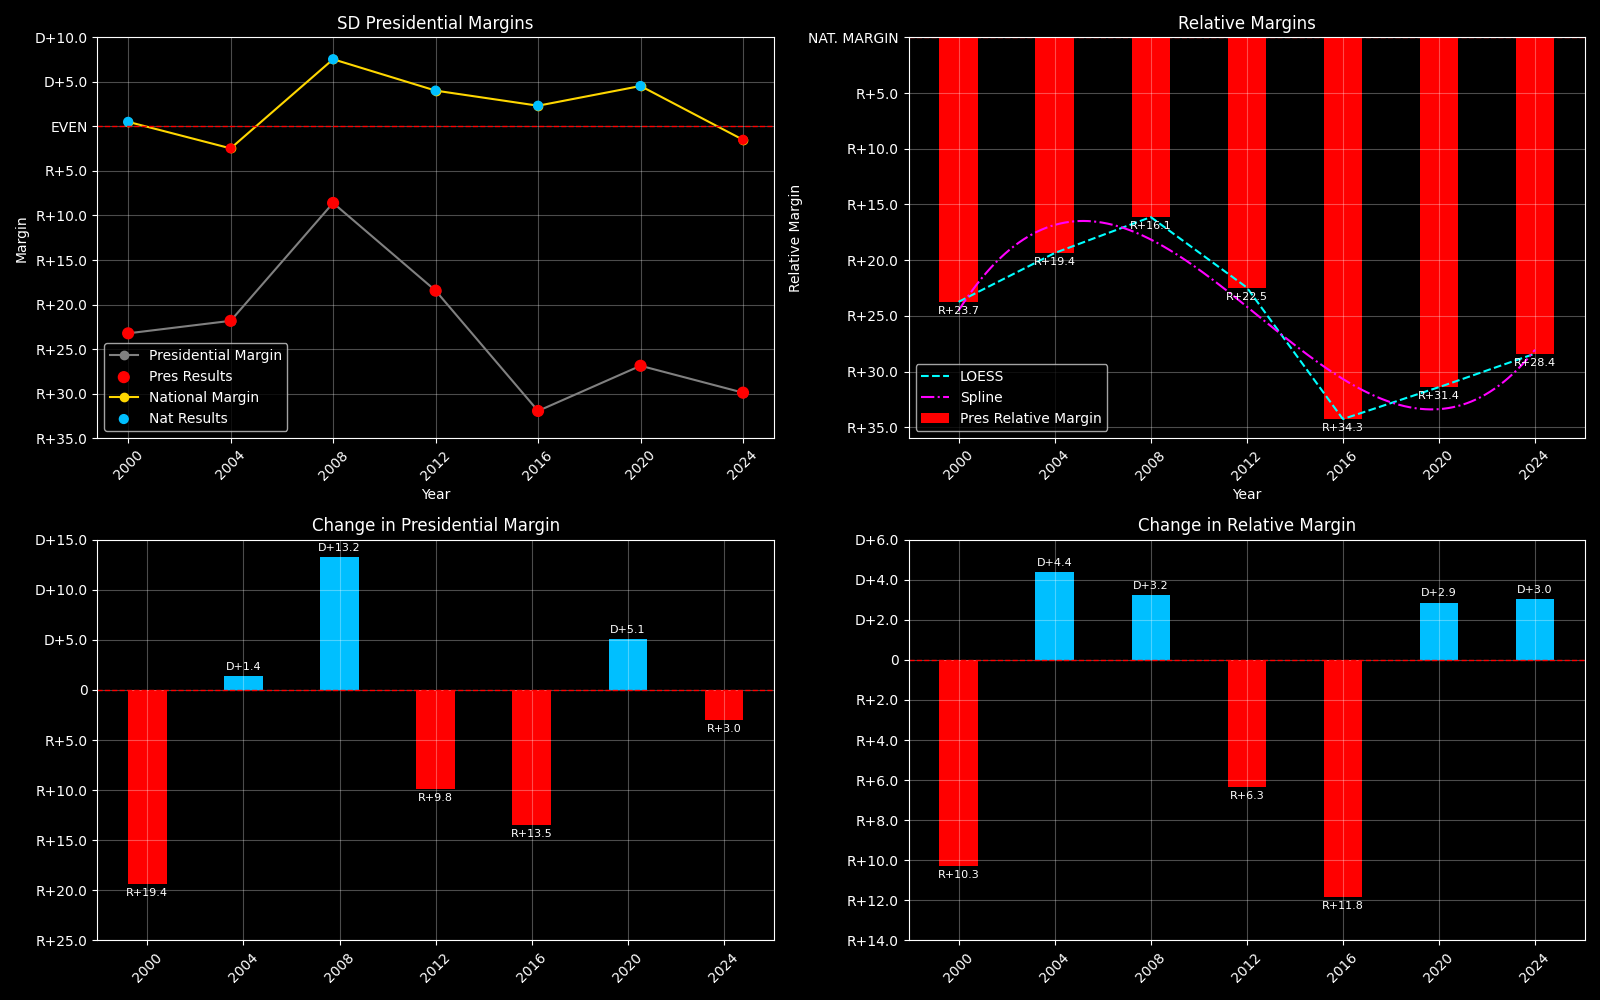 SD Presidential Margins
D+10.0
D+5.0
EVEN
R+5.0
R+10.0
R+15.0
R+20.0
R+25.0
R+30.0
R+35.0
Margin
Presidential Margin
Pres Results
National Margin
Nat Results
2000 2004 2008 2012 2016 2020 2024
Year
Relative Margins
NAT. MARGIN
R+5.0
R+10.0
R+15.0
R+20.0
R+25.0
R+30.0
R+35.0
Relative Margin
R+23.7
R+19.4
R+16.1
R+22.5
R+34.3
R+31.4
R+28.4
LOESS
Spline
Pres Relative Margin
2000 2004 2008 2012 2016 2020 2024
Year
Change in Presidential Margin
D+15.0
D+10.0
D+5.0
0
R+5.0
R+10.0
R+15.0
R+20.0
R+25.0
R+19.4
D+1.4
D+13.2
R+9.8
R+13.5
D+5.1
R+3.0
2000 2004 2008 2012 2016 2020 2024
Change in Relative Margin
D+6.0
D+4.0
D+2.0
0
R+2.0
R+4.0
R+6.0
R+8.0
R+10.0
R+12.0
R+14.0
R+10.3
D+4.4
D+3.2
R+6.3
R+11.8
D+2.9
D+3.0
2000 2004 2008 2012 2016 2020 2024